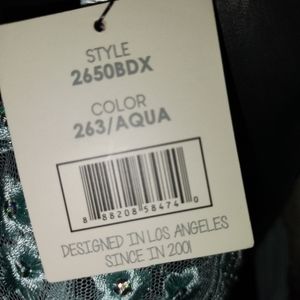 STYLE
2650BDX
COLOR
263/AQUA
8 88208 58474 0
DESIGNED IN LOS ANGELES
SINCE IN 2001